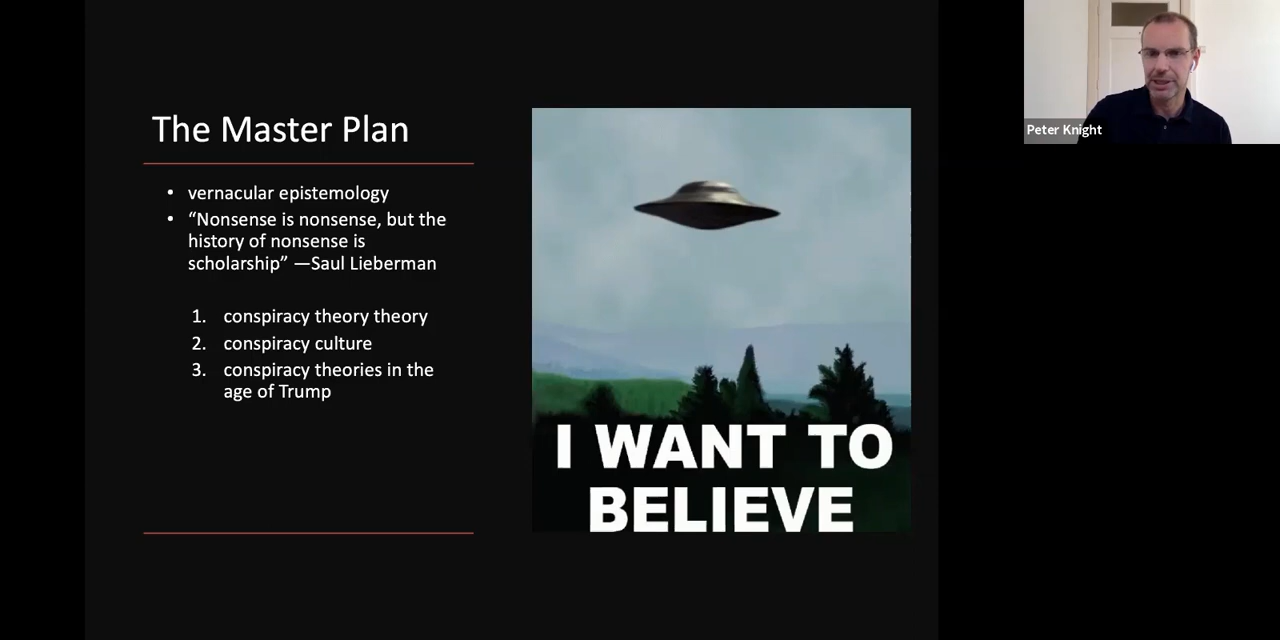 The Master Plan
• vernacular epistemology
• “Nonsense is nonsense, but the
history of nonsense is
scholarship” —Saul Lieberman
1. conspiracy theory theory
2. conspiracy culture
3. conspiracy theories in the
age of Trump
I WANT TO
BELIEVE
Peter Knight